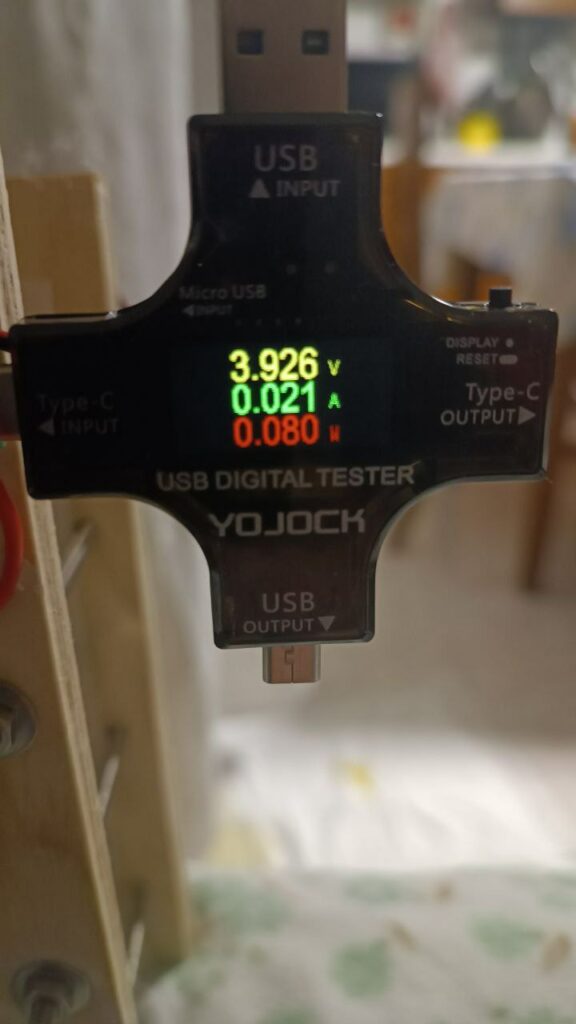 USB
▲ INPUT
Micro USB
◀INPUT
DISPLAY ●
RESET
3.926 V
0.021 A
0.080 W
Type-C
◀ INPUT
Type-C
OUTPUT▶
USB DIGITAL TESTER
YOJOCK
USB
OUTPUT▼